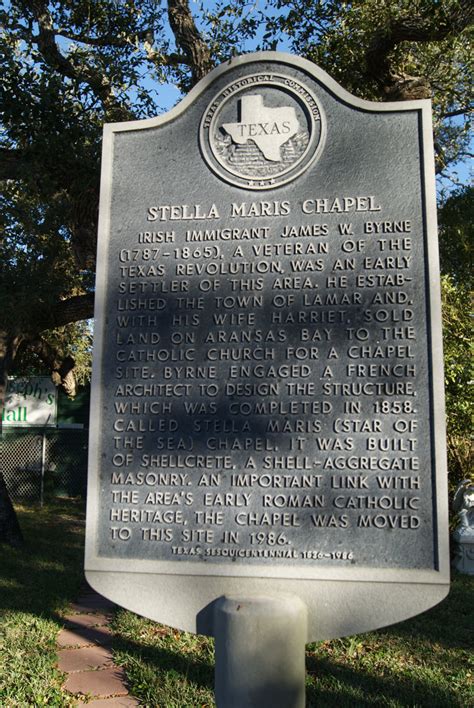 TEXAS HISTORICAL COMMISSION
TEXAS
STELLA MARIS CHAPEL
IRISH IMMIGRANT JAMES W. BYRNE
(1787-1865), A VETERAN OF THE
TEXAS REVOLUTION, WAS AN EARLY
SETTLER OF THIS AREA. HE ESTAB-
LISHED THE TOWN OF LAMAR AND,
WITH HIS WIFE HARRIET, SOLD
LAND ON ARANSAS BAY TO THE
CATHOLIC CHURCH FOR A CHAPEL
SITE. BYRNE ENGAGED A FRENCH
ARCHITECT TO DESIGN THE STRUCTURE,
WHICH WAS COMPLETED IN 1858.
CALLED STELLA MARIS (STAR OF
THE SEA) CHAPEL, IT WAS BUILT
OF SHELLCRETE, A SHELL-AGGREGATE
MASONRY. AN IMPORTANT LINK WITH
THE AREA'S EARLY ROMAN CATHOLIC
HERITAGE, THE CHAPEL WAS MOVED
TO THIS SITE IN 1986.
TEXAS SESQUICENTENNIAL 1836-1986
seph's
Hall